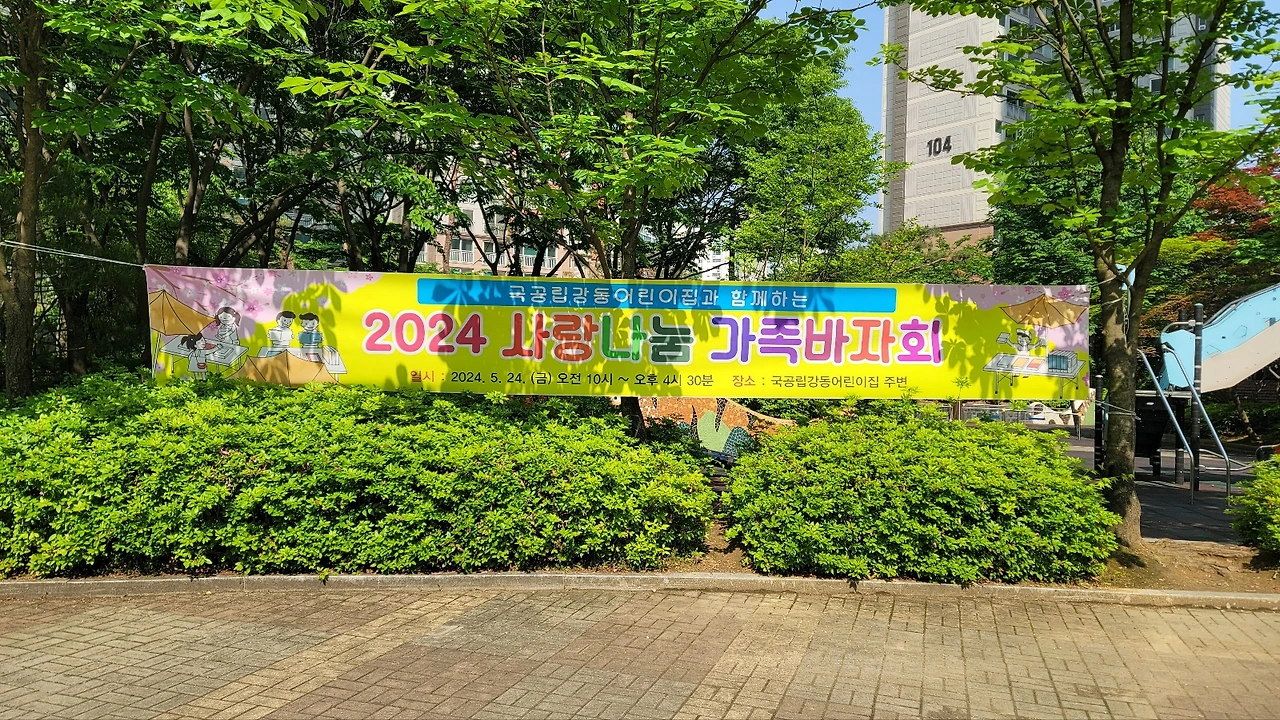 104
국공립강동어린이집과 함께하는
2024 사랑나눔 가족바자회
일시 : 2024. 5. 24. (금) 오전 10시 ~ 오후 4시 30분 장소 : 국공립강동어린이집 주변